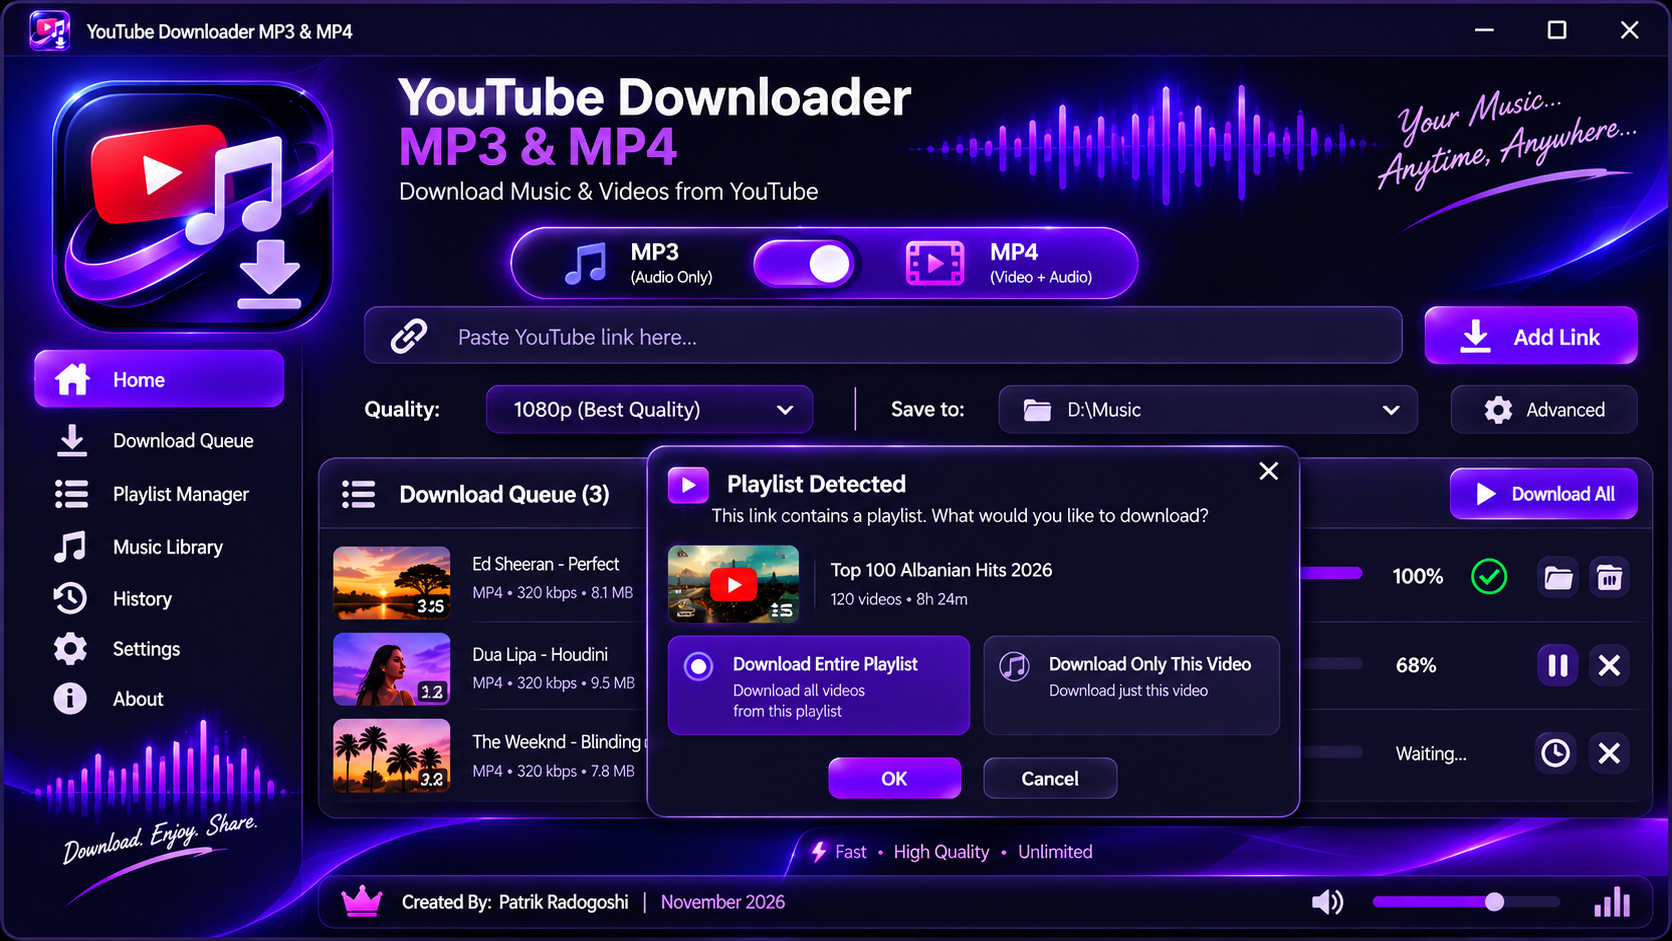 YouTube Downloader MP3 & MP4
YouTube Downloader
MP3 & MP4
Download Music & Videos from YouTube
Your Music...
Anytime, Anywhere...
MP3
(Audio Only)
MP4
(Video + Audio)
Paste YouTube link here...
Add Link
Quality:
1080p (Best Quality)
Save to:
D:\Music
Advanced
Home
Download Queue
Playlist Manager
Music Library
History
Settings
About
Download. Enjoy. Share.
Download Queue (3)
Download All
Ed Sheeran - Perfect
MP4 • 320 kbps • 8.1 MB
100%
Dua Lipa - Houdini
MP4 • 320 kbps • 9.5 MB
68%
The Weeknd - Blinding
MP4 • 320 kbps • 7.8 MB
Waiting...
Playlist Detected
This link contains a playlist. What would you like to download?
Top 100 Albanian Hits 2026
120 videos • 8h 24m
Download Entire Playlist
Download all videos
from this playlist
Download Only This Video
Download just this video
OK
Cancel
Fast • High Quality • Unlimited
Created By: Patrik Radogoshi | November 2026